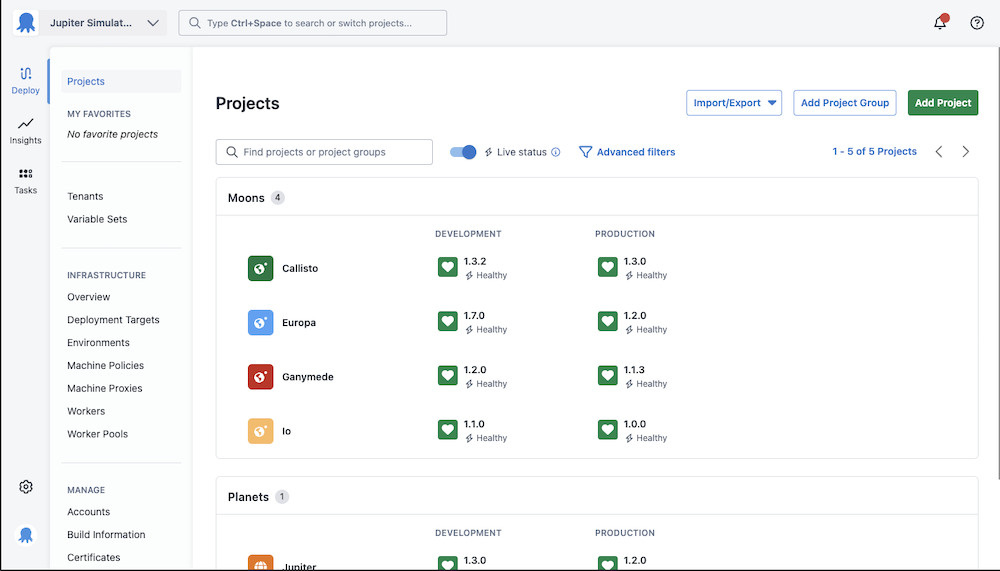 Jupiter Simulat...
Type Ctrl+Space to search or switch projects...
Deploy
Insights
Tasks
Projects
MY FAVORITES
No favorite projects
Tenants
Variable Sets
INFRASTRUCTURE
Overview
Deployment Targets
Environments
Machine Policies
Machine Proxies
Workers
Worker Pools
MANAGE
Accounts
Build Information
Certificates
Projects
Import/Export
Add Project Group
Add Project
Find projects or project groups
Live status
Advanced filters
1 - 5 of 5 Projects
Moons 4
DEVELOPMENT PRODUCTION
Callisto
1.3.2
Healthy
1.3.0
Healthy
Europa
1.7.0
Healthy
1.2.0
Healthy
Ganymede
1.2.0
Healthy
1.1.3
Healthy
Io
1.1.0
Healthy
1.0.0
Healthy
Planets 1
DEVELOPMENT PRODUCTION
Jupiter
1.3.0
1.2.0